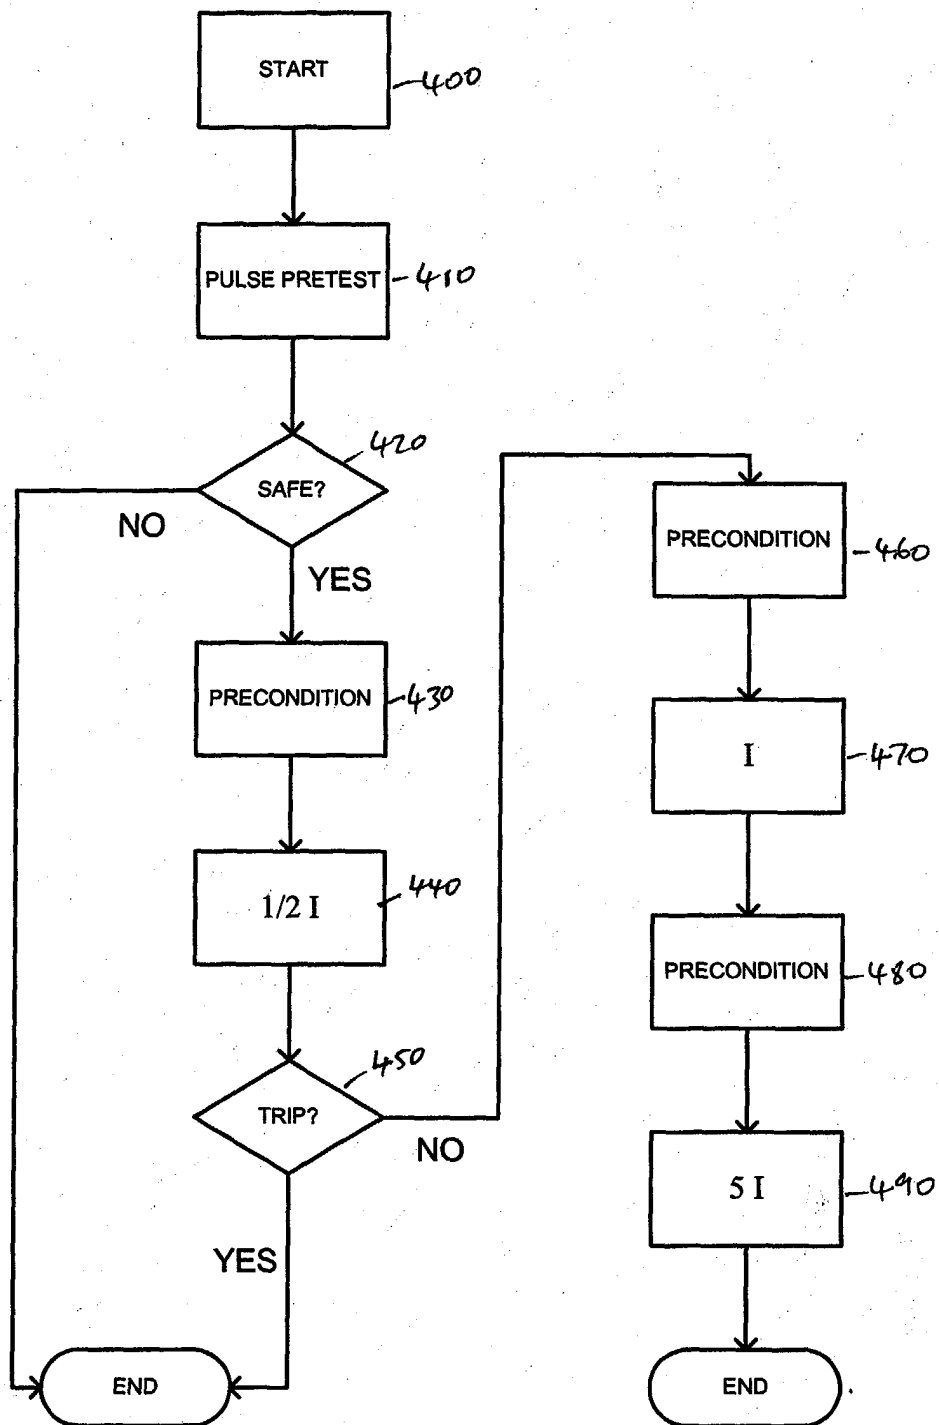 START
400
PULSE PRETEST
410
SAFE?
420
NO
YES
PRECONDITION
430
1/2 I
440
TRIP?
450
NO
YES
END
PRECONDITION
460
I
470
PRECONDITION
480
5 I
490
END